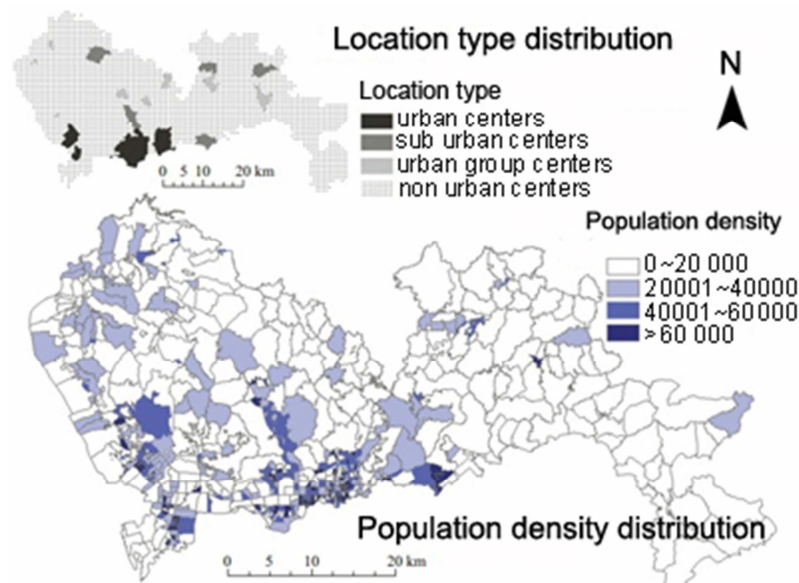 Location type distribution
N
Location type
urban centers
sub urban centers
urban group centers
non urban centers
0 5 10 20 km
Population density
0~20 000
20001~40000
40001~60000
>60 000
Population density distribution
0 5 10 20 km